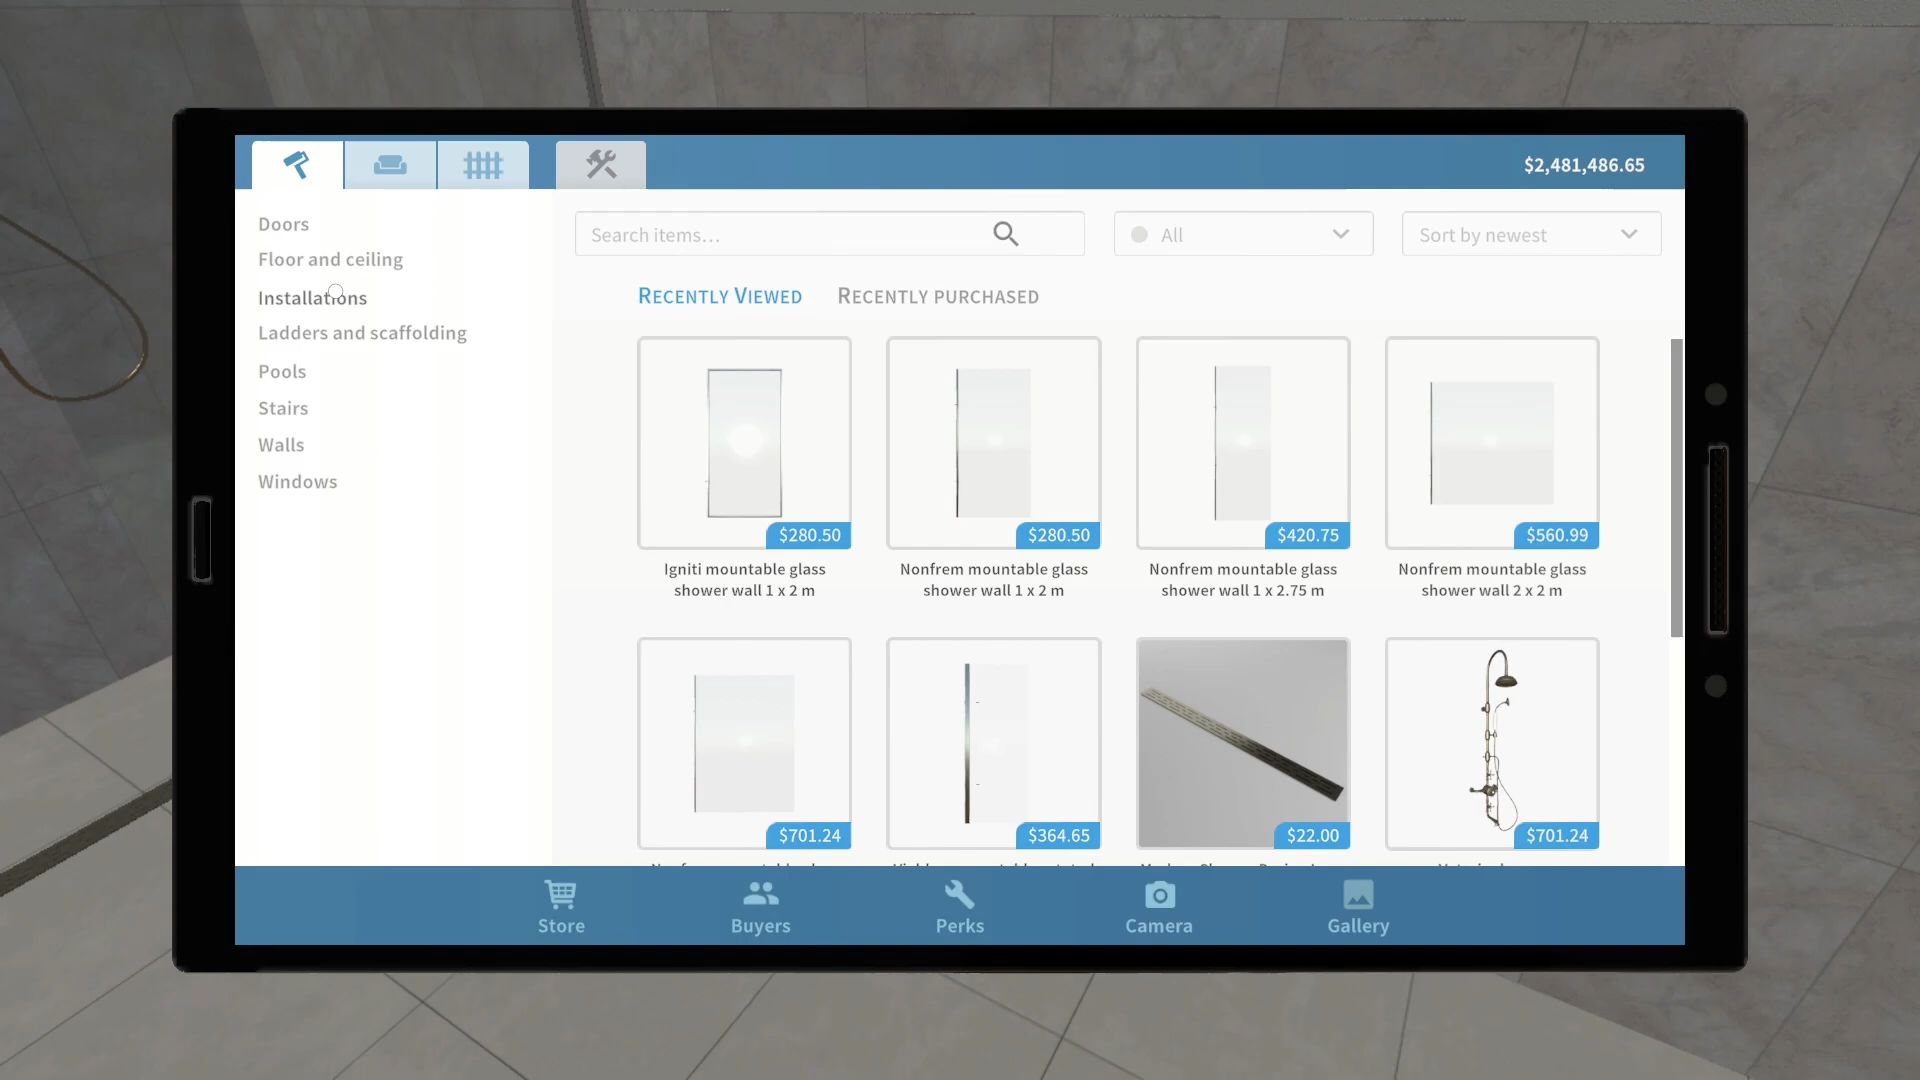 $2,481,486.65
Doors
Floor and ceiling
Installations
Ladders and scaffolding
Pools
Stairs
Walls
Windows
Search items...
All
Sort by newest
RECENTLY VIEWED
RECENTLY PURCHASED
$280.50
Igniti mountable glass
shower wall 1 x 2 m
$280.50
Nonfrem mountable glass
shower wall 1 x 2 m
$420.75
Nonfrem mountable glass
shower wall 1 x 2.75 m
$560.99
Nonfrem mountable glass
shower wall 2 x 2 m
$701.24
$364.65
$22.00
$701.24
Store
Buyers
Perks
Camera
Gallery